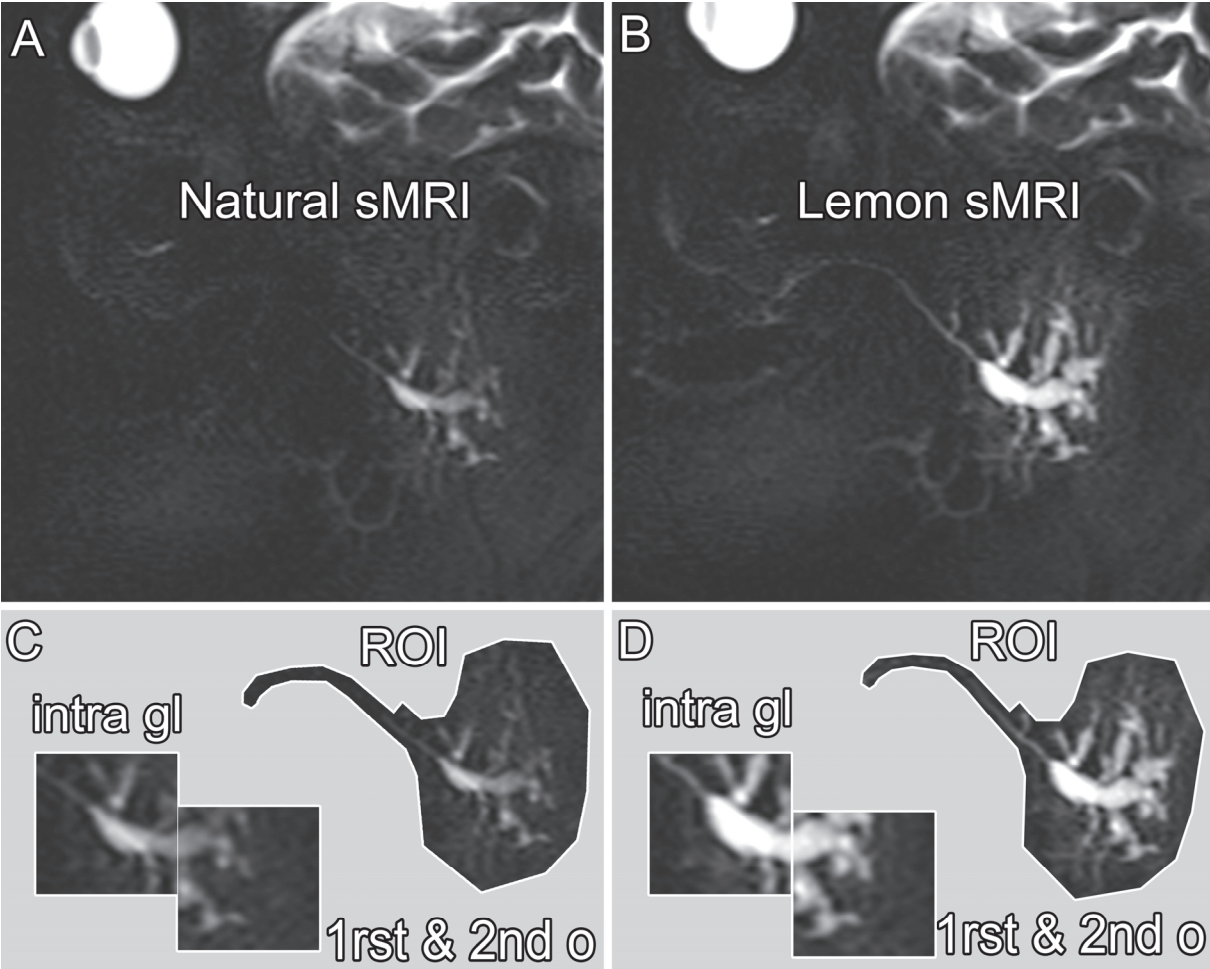 A
B
Natural sMRI
Lemon sMRI
C
ROI
intra gl
1rst & 2nd o
D
ROI
intra gl
1rst & 2nd o